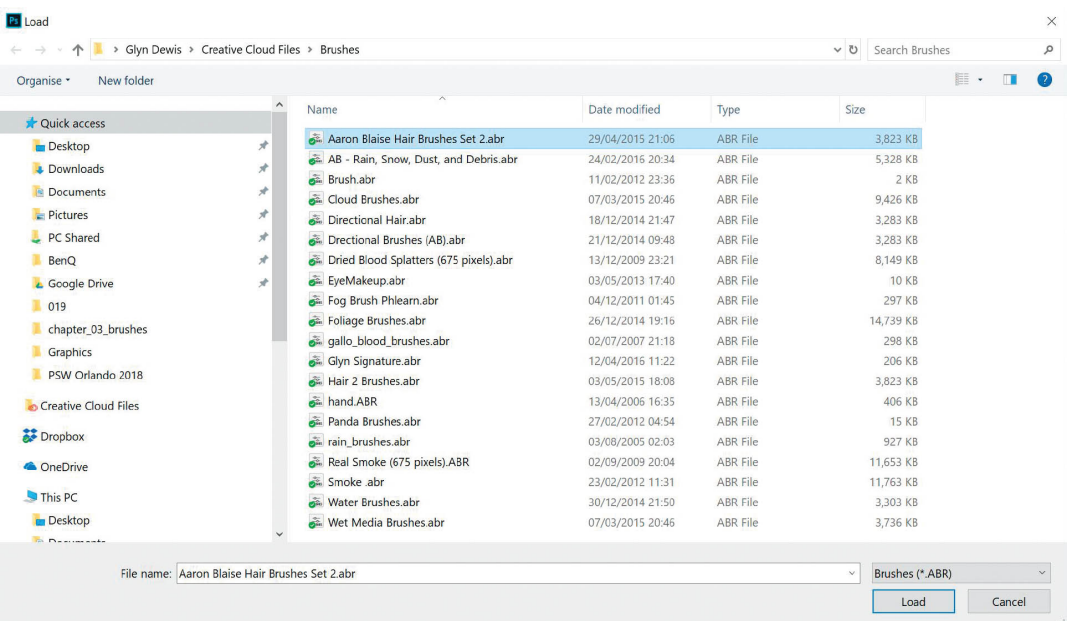 Ps Load
Glyn Dewis > Creative Cloud Files > Brushes
Search Brushes
Organise
New folder
?
Quick access
Desktop
Downloads
Documents
Pictures
PC Shared
BenQ
Google Drive
019
chapter_03_brushes
Graphics
PSW Orlando 2018
Creative Cloud Files
Dropbox
OneDrive
This PC
Desktop
Documents
Name Date modified Type Size
Aaron Blaise Hair Brushes Set 2.abr 29/04/2015 21:06 ABR File 3,823 KB
AB - Rain, Snow, Dust, and Debris.abr 24/02/2016 20:34 ABR File 5,328 KB
Brush.abr 11/02/2012 23:36 ABR File 2 KB
Cloud Brushes.abr 07/03/2015 20:46 ABR File 9,426 KB
Directional Hair.abr 18/12/2014 21:47 ABR File 3,283 KB
Drectional Brushes (AB).abr 21/12/2014 09:48 ABR File 3,283 KB
Dried Blood Splatters (675 pixels).abr 13/12/2009 23:21 ABR File 8,149 KB
EyeMakeup.abr 03/05/2013 17:40 ABR File 10 KB
Fog Brush Phlearn.abr 04/12/2011 01:45 ABR File 297 KB
Foliage Brushes.abr 26/12/2014 19:16 ABR File 14,739 KB
gallo_blood_brushes.abr 02/07/2007 21:18 ABR File 298 KB
Glyn Signature.abr 12/04/2016 11:22 ABR File 206 KB
Hair 2 Brushes.abr 03/05/2015 18:08 ABR File 3,823 KB
hand.ABR 13/04/2006 16:35 ABR File 406 KB
Panda Brushes.abr 27/02/2012 04:54 ABR File 15 KB
rain_brushes.abr 03/08/2005 02:03 ABR File 927 KB
Real Smoke (675 pixels).ABR 02/09/2009 20:04 ABR File 11,653 KB
Smoke .abr 23/02/2012 11:31 ABR File 11,763 KB
Water Brushes.abr 30/12/2014 21:50 ABR File 3,303 KB
Wet Media Brushes.abr 07/03/2015 20:46 ABR File 3,736 KB
File name: Aaron Blaise Hair Brushes Set 2.abr
Brushes (*.ABR)
Load
Cancel